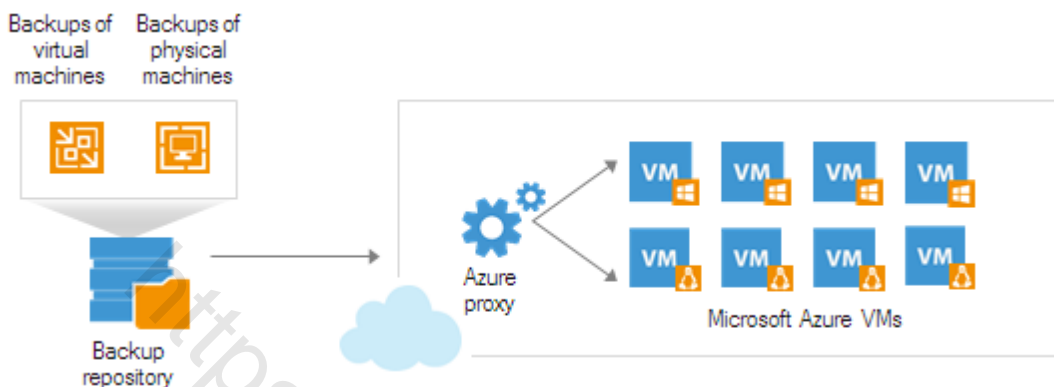 Backups of
virtual
machines
Backups of
physical
machines
VM VM VM VM
Azure
proxy
VM VM VM VM
Microsoft Azure VMs
Backup
repository
https